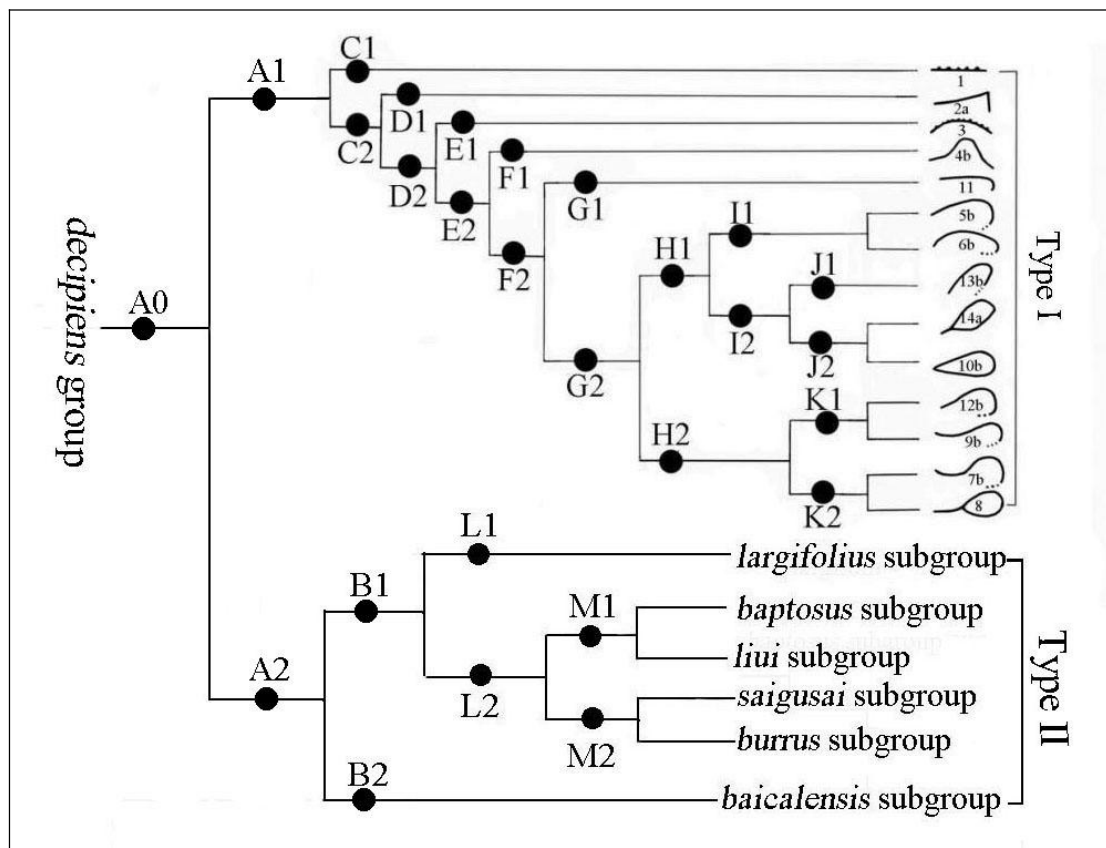 C1
A1
1
2a
D1
C2
3
E1
4b
D2
F1
11
G1
E2
5b
I1
6b
F2
H1
J1
13b
14a
I2
J2
10b
G2
K1
12b
9b
H2
7b
K2
8
Type I
A0
decipiens group
L1
largifolius subgroup
B1
M1
baptosus subgroup
liui subgroup
A2
L2
saigusai subgroup
M2
burrus subgroup
B2
baicalensis subgroup
Type II